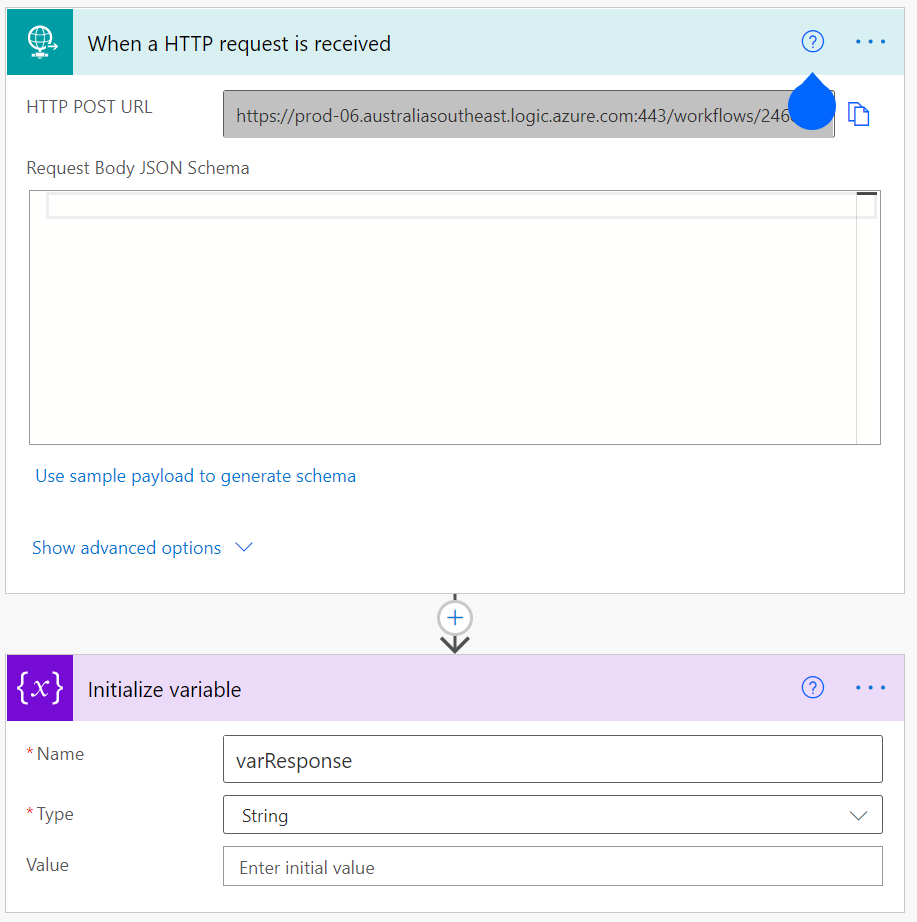 When a HTTP request is received
HTTP POST URL
https://prod-06.australiasoutheast.logic.azure.com:443/workflows/246
Request Body JSON Schema
Use sample payload to generate schema
Show advanced options
{x} Initialize variable
* Name
varResponse
* Type
String
Value
Enter initial value